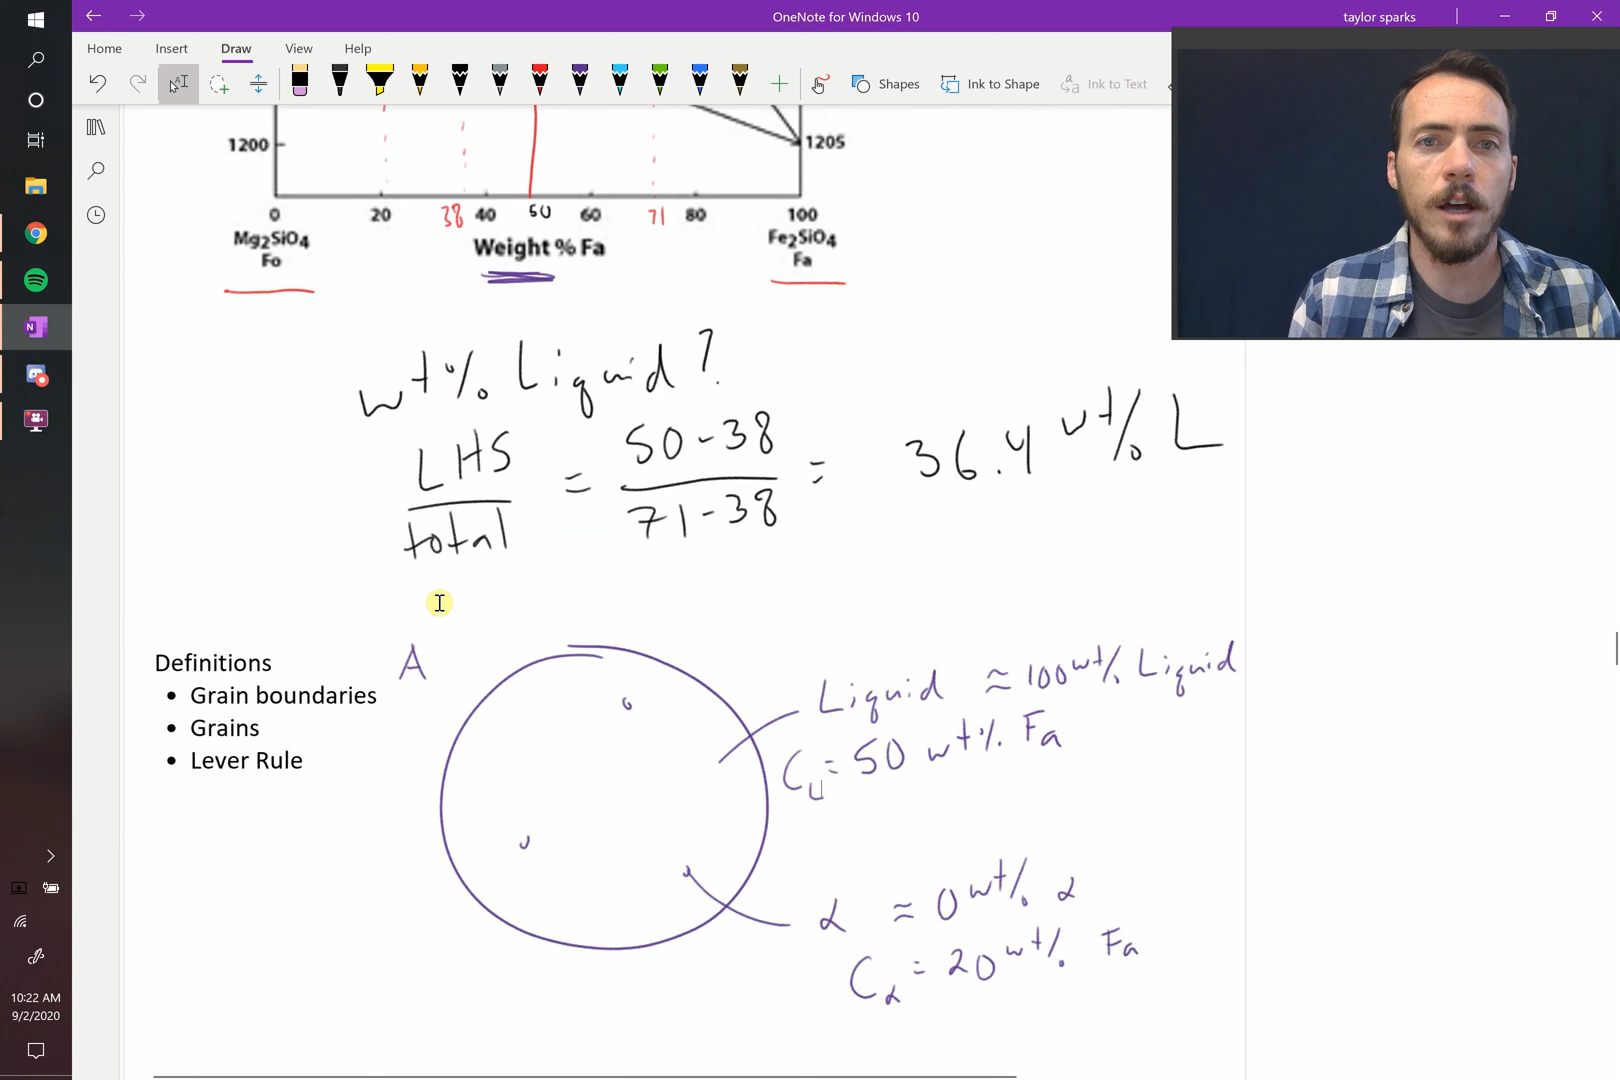 OneNote for Windows 10
taylor sparks
Home Insert Draw View Help
Shapes Ink to Shape Ink to Text
1200 1205
0 20 38 40 50 60 71 80 100
Mg2SiO4 Weight % Fa Fe2SiO4
Fo Fa
wt% Liquid?
LHS / total = 50-38 / 71-38 = 36.4 wt% L
Definitions
• Grain boundaries
• Grains
• Lever Rule
A
Liquid ≈ 100 wt% Liquid
CL = 50 wt% Fa
α ≈ 0 wt% α
Cα = 20 wt% Fa
10:22 AM
9/2/2020